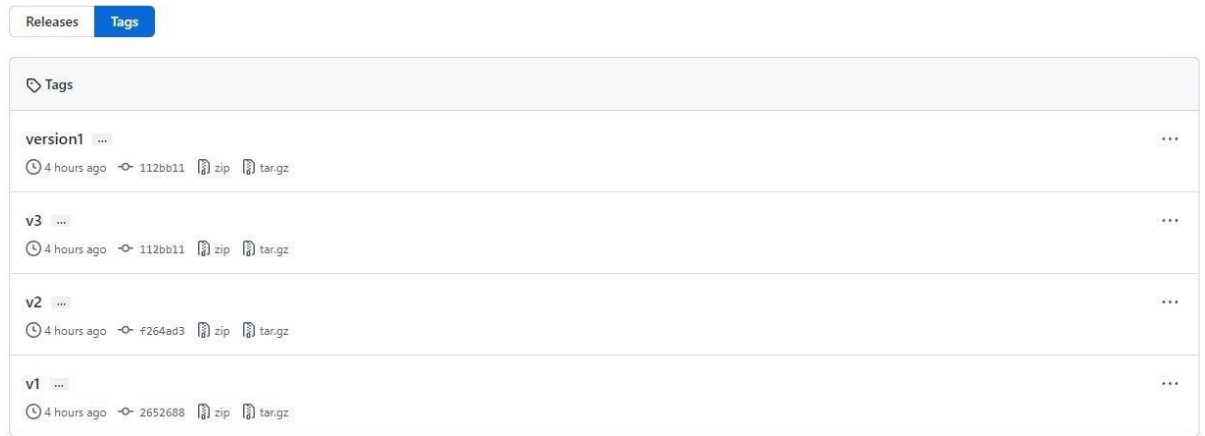 Releases Tags
Tags
version1 ...
4 hours ago 112bb11 zip tar.gz
v3 ...
4 hours ago 112bb11 zip tar.gz
v2 ...
4 hours ago f264ad3 zip tar.gz
v1 ...
4 hours ago 2652688 zip tar.gz